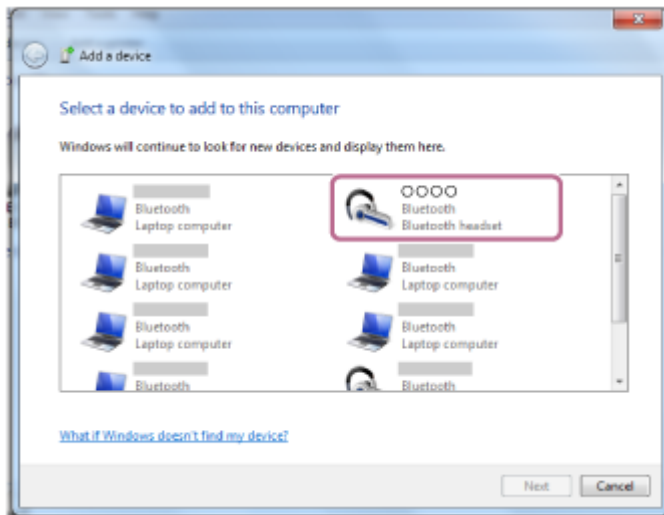 Add a device
Select a device to add to this computer
Windows will continue to look for new devices and display them here.
Bluetooth
Laptop computer
○○○○
Bluetooth
Bluetooth headset
Bluetooth
Laptop computer
Bluetooth
Laptop computer
Bluetooth
Laptop computer
Bluetooth
Laptop computer
Bluetooth
Bluetooth
What if Windows doesn't find my device?
Next
Cancel